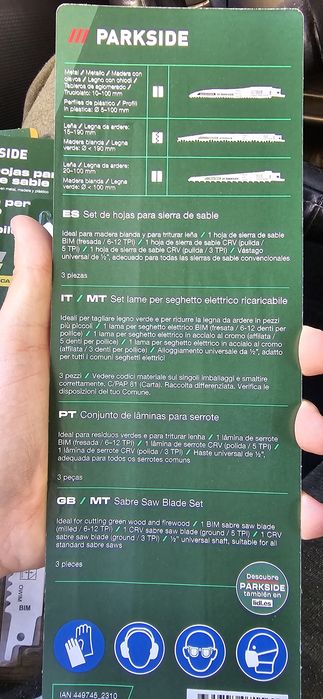 PARKSIDE
Metal / Metallo / Madera con
clavos / Legno con chiodi /
Tableros de aglomerado /
Truciolato: 10–100 mm
Perfiles de plástico / Profili
in plastica: Ø 5–100 mm
Leña / Legna da ardere:
15–190 mm
Madera blanda / Legna
verde: Ø < 190 mm
Leña / Legna da ardere:
20–100 mm
Madera blanda / Legna
verde: Ø < 100 mm
ES Set de hojas para sierra de sable
Ideal para madera blanda y para triturar leña / 1 hoja de sierra de sable
BIM (fresada / 6-12 TPI) / 1 hoja de sierra de sable CRV (pulida /
5 TPI) / 1 hoja de sierra de sable CRV (pulida / 3 TPI) / Vástago
universal de ½", adecuado para todas las sierras de sable convencionales
3 piezas
IT / MT Set lame per seghetto elettrico ricaricabile
Ideali per tagliare legno verde e per ridurre la legna da ardere in pezzi
più piccoli / 1 lama per seghetto elettrico BIM (fresata / 6-12 denti per
pollice) / 1 lama per seghetto elettrico in acciaio al cromo (affilata /
5 denti per pollice) / 1 lama per seghetto elettrico in acciaio al cromo
(affilata / 3 denti per pollice) / Alloggiamento universale da ½", adatto
per tutti i comuni seghetti elettrici
3 pezzi / Vedere codici materiale sui singoli imballaggi e smaltire
correttamente. C/PAP 81 (Carta). Raccolta differenziata. Verifica le
disposizioni del tuo Comune.
PT Conjunto de lâminas para serrote
Ideal para resíduos verdes e para triturar lenha / 1 lâmina de serrote
BIM (fresada / 6–12 TPI) / 1 lâmina de serrote CRV (polida / 5 TPI) /
1 lâmina de serrote CRV (polida / 3 TPI) / Haste universal de ½",
adequada para todos os serrotes comuns
3 peças
GB / MT Sabre Saw Blade Set
Ideal for cutting green wood and firewood / 1 BIM sabre saw blade
(milled / 6-12 TPI) / 1 CRV sabre saw blade (ground / 5 TPI) / 1 CRV
sabre saw blade (ground / 3 TPI) / ½" universal shaft, suitable for all
standard sabre saws
3 pieces
Descubre
PARKSIDE
también en
lidl.es
IAN 449746_2310
SIDE
hojas para
de sable
per
BIM